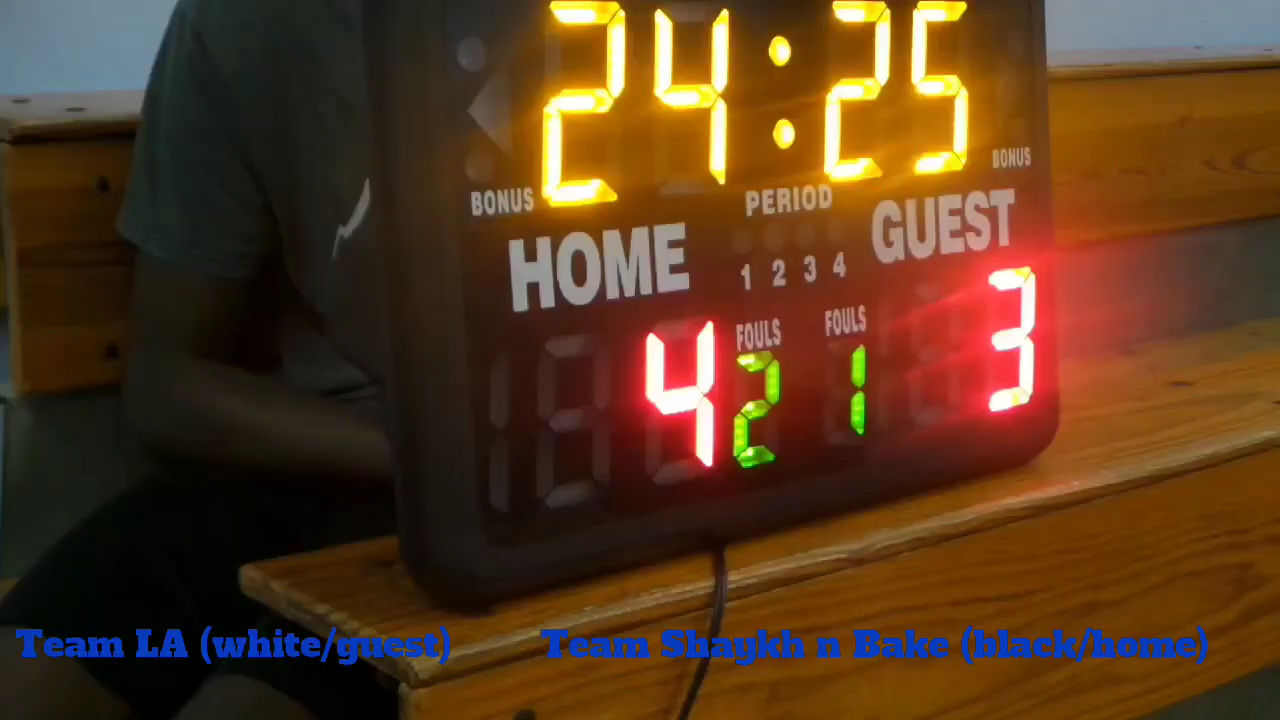 24:25
BONUS PERIOD BONUS
HOME GUEST
1 2 3 4
FOULS FOULS
4 2 1 3
Team LA (white/guest) Team Shaykh n Bake (black/home)